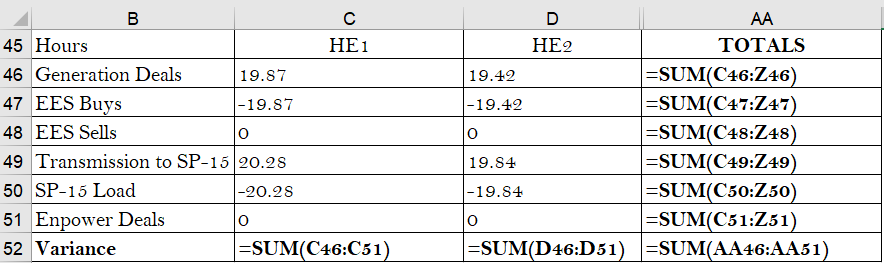 B C D AA
45 Hours HE1 HE2 TOTALS
46 Generation Deals 19.87 19.42 =SUM(C46:Z46)
47 EES Buys -19.87 -19.42 =SUM(C47:Z47)
48 EES Sells 0 0 =SUM(C48:Z48)
49 Transmission to SP-15 20.28 19.84 =SUM(C49:Z49)
50 SP-15 Load -20.28 -19.84 =SUM(C50:Z50)
51 Enpower Deals 0 0 =SUM(C51:Z51)
52 Variance =SUM(C46:C51) =SUM(D46:D51) =SUM(AA46:AA51)